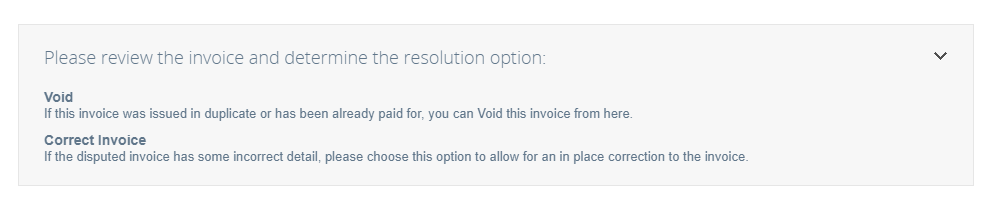 Please review the invoice and determine the resolution option:
Void
If this invoice was issued in duplicate or has been already paid for, you can Void this invoice from here.
Correct Invoice
If the disputed invoice has some incorrect detail, please choose this option to allow for an in place correction to the invoice.